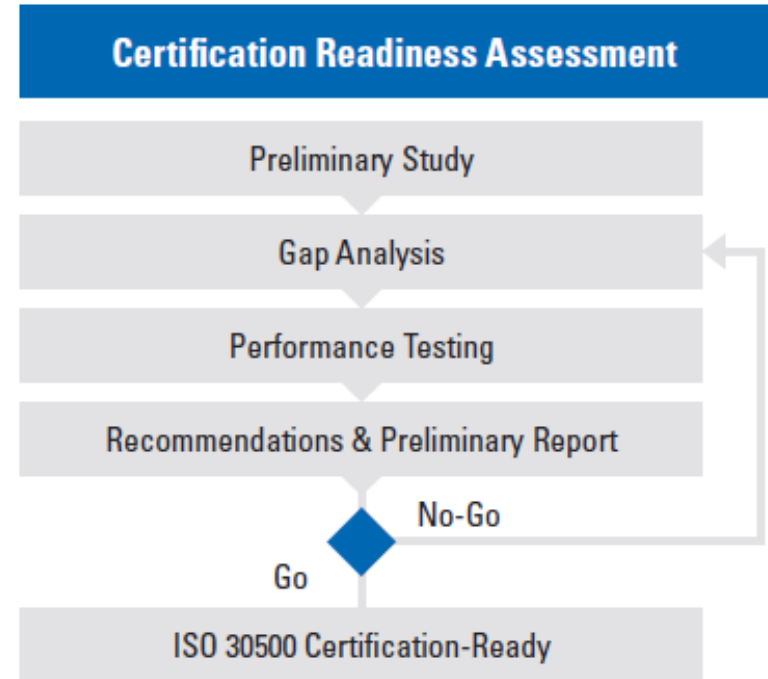 Certification Readiness Assessment
Preliminary Study
Gap Analysis
Performance Testing
Recommendations & Preliminary Report
No-Go
Go
ISO 30500 Certification-Ready